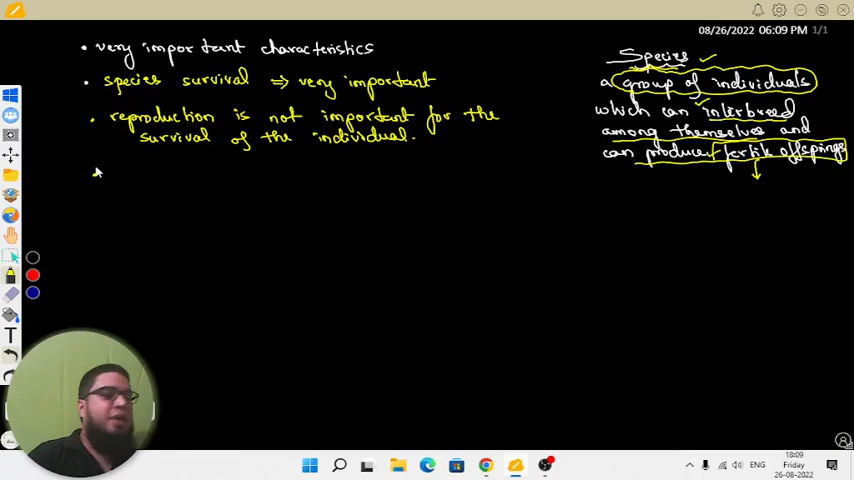 08/26/2022 06:09 PM 1/1
• very important characteristics
• species survival ⇒ very important
• reproduction is not important for the
survival of the individual.
•
Species ✓
a group of individuals
which can interbreed
among themselves and
can produce fertile offsprings
T
ENG
18:09
Friday
26-08-2022